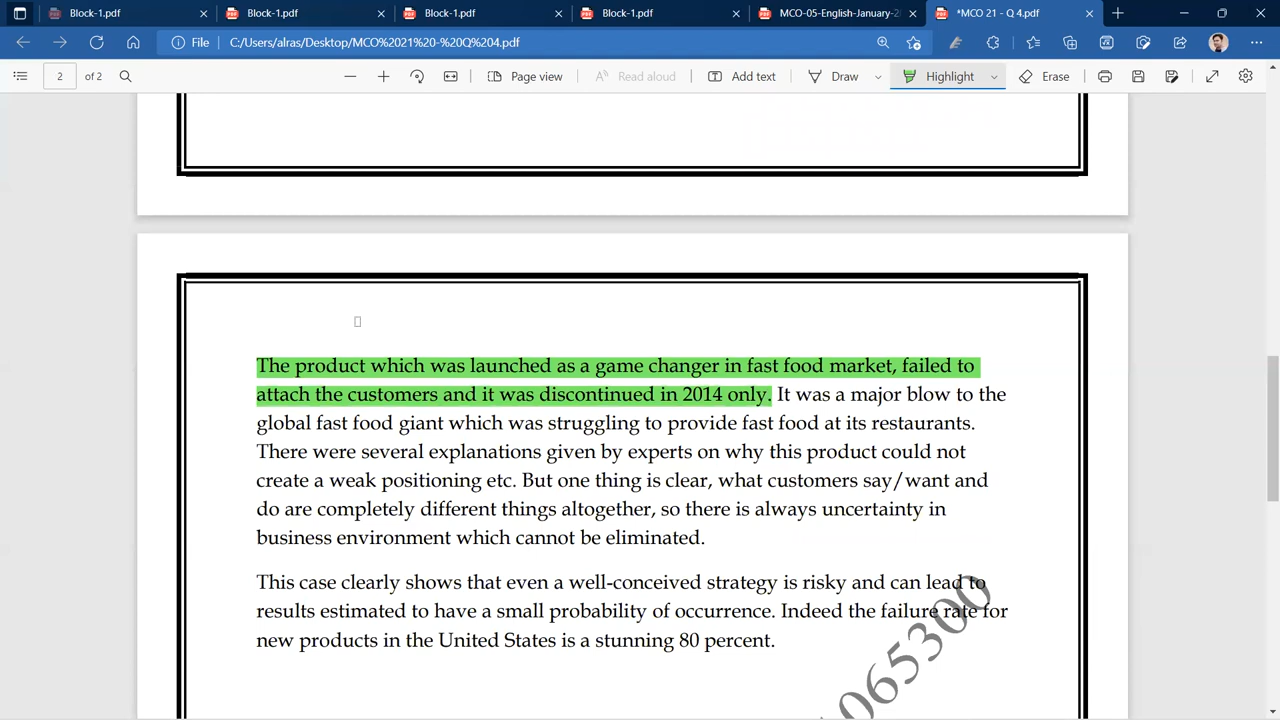 Block-1.pdf
Block-1.pdf
Block-1.pdf
Block-1.pdf
MCO-05-English-January-2
*MCO 21 - Q 4.pdf
File
C:/Users/alras/Desktop/MCO%2021%20-%20Q%204.pdf
2
of 2
Page view
Read aloud
Add text
Draw
Highlight
Erase
The product which was launched as a game changer in fast food market, failed to
attach the customers and it was discontinued in 2014 only. It was a major blow to the
global fast food giant which was struggling to provide fast food at its restaurants.
There were several explanations given by experts on why this product could not
create a weak positioning etc. But one thing is clear, what customers say/want and
do are completely different things altogether, so there is always uncertainty in
business environment which cannot be eliminated.
This case clearly shows that even a well-conceived strategy is risky and can lead to
results estimated to have a small probability of occurrence. Indeed the failure rate for
new products in the United States is a stunning 80 percent.
065300